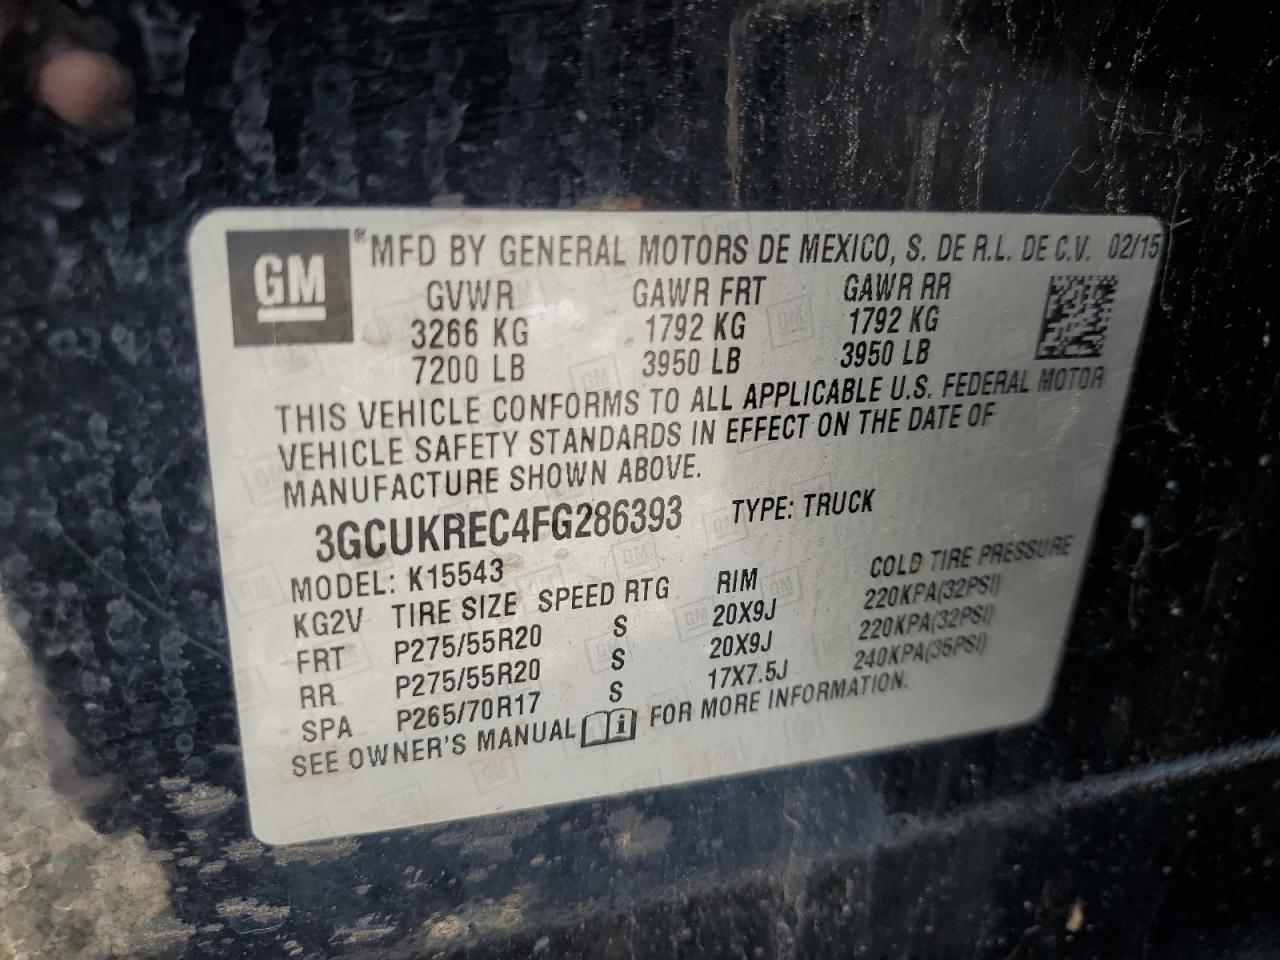 GM ® MFD BY GENERAL MOTORS DE MEXICO, S. DE R.L. DE C.V. 02/15
GVWR GAWR FRT GAWR RR
3266 KG 1792 KG 1792 KG
7200 LB 3950 LB 3950 LB
THIS VEHICLE CONFORMS TO ALL APPLICABLE U.S. FEDERAL MOTOR
VEHICLE SAFETY STANDARDS IN EFFECT ON THE DATE OF
MANUFACTURE SHOWN ABOVE.
3GCUKREC4FG286393 TYPE: TRUCK
MODEL: K15543
KG2V TIRE SIZE SPEED RTG RIM COLD TIRE PRESSURE
FRT P275/55R20 S 20X9J 220KPA(32PSI)
RR P275/55R20 S 20X9J 220KPA(32PSI)
SPA P265/70R17 S 17X7.5J 240KPA(35PSI)
SEE OWNER'S MANUAL i FOR MORE INFORMATION.